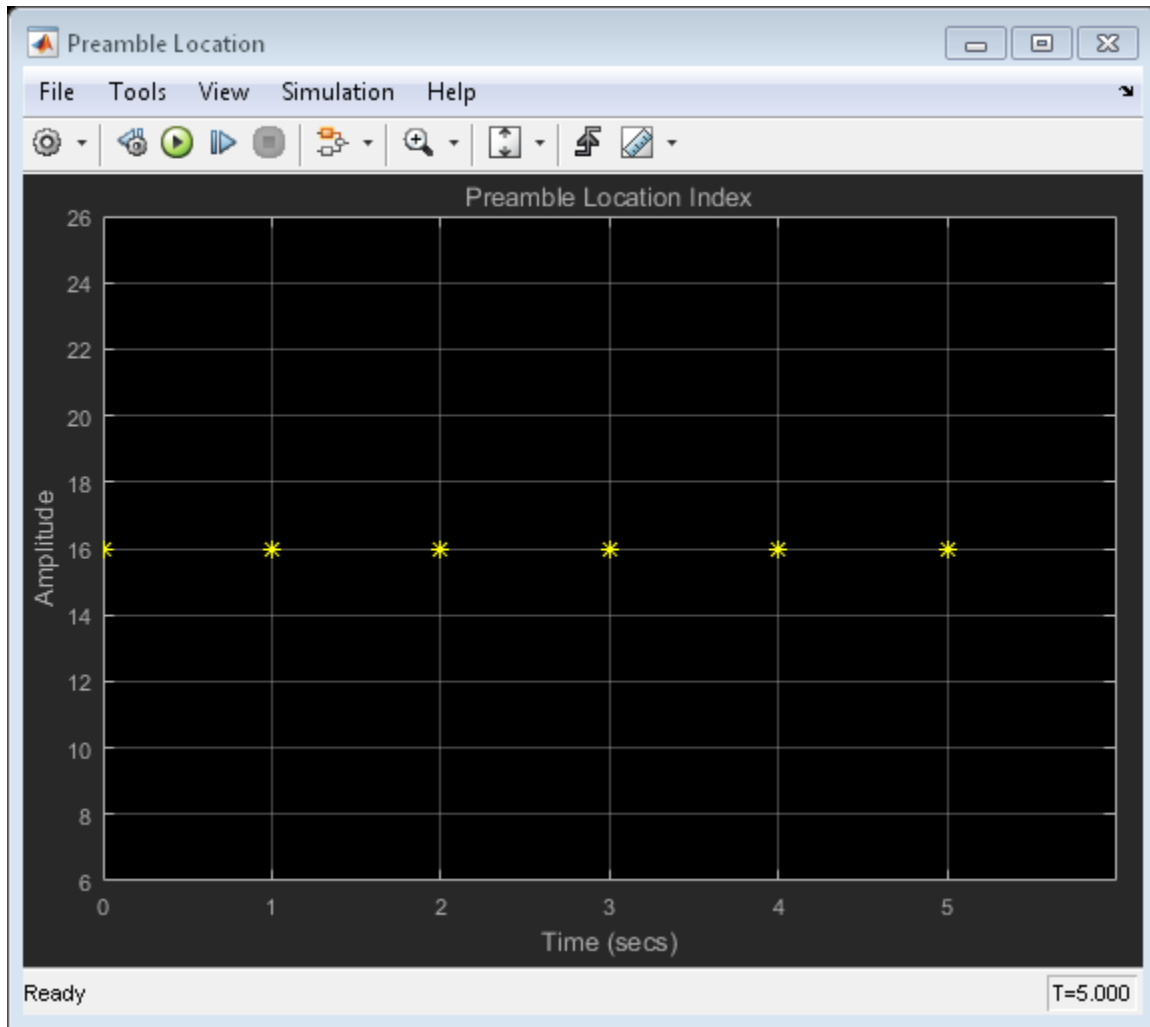 Preamble Location
File Tools View Simulation Help
Preamble Location Index
26
24
22
20
18
16
14
12
10
8
6
Amplitude
0 1 2 3 4 5
Time (secs)
Ready T=5.000